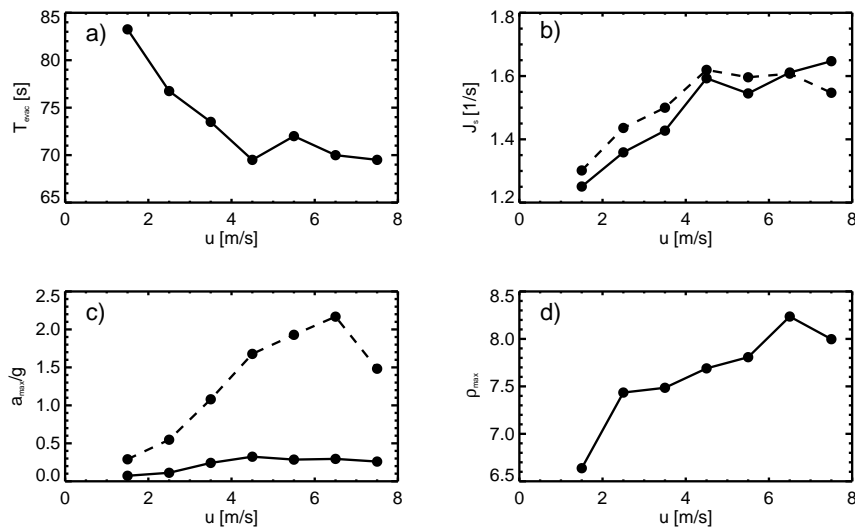 a)
85
80
75
70
65
T_evac [s]
0 2 4 6 8
u [m/s]
b)
1.8
1.6
1.4
1.2
J_s [1/s]
0 2 4 6 8
u [m/s]
c)
2.5
2.0
1.5
1.0
0.5
0.0
a_max/g
0 2 4 6 8
u [m/s]
d)
8.5
8.0
7.5
7.0
6.5
ρ_max
0 2 4 6 8
u [m/s]